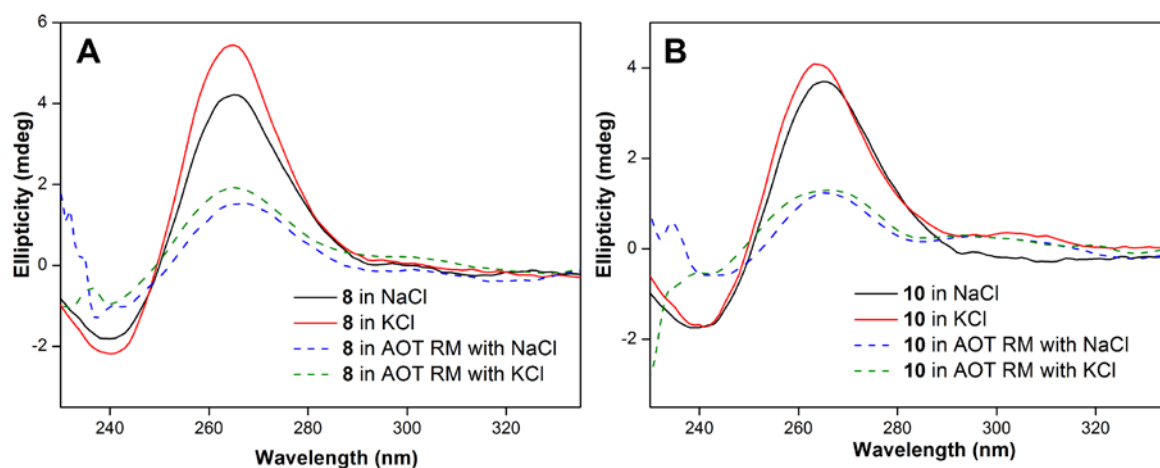 A
Ellipticity (mdeg)
6
4
2
0
-2
8 in NaCl
8 in KCl
8 in AOT RM with NaCl
8 in AOT RM with KCl
240
260
280
300
320
Wavelength (nm)
B
Ellipticity (mdeg)
4
2
0
-2
10 in NaCl
10 in KCl
10 in AOT RM with NaCl
10 in AOT RM with KCl
240
260
280
300
320
Wavelength (nm)